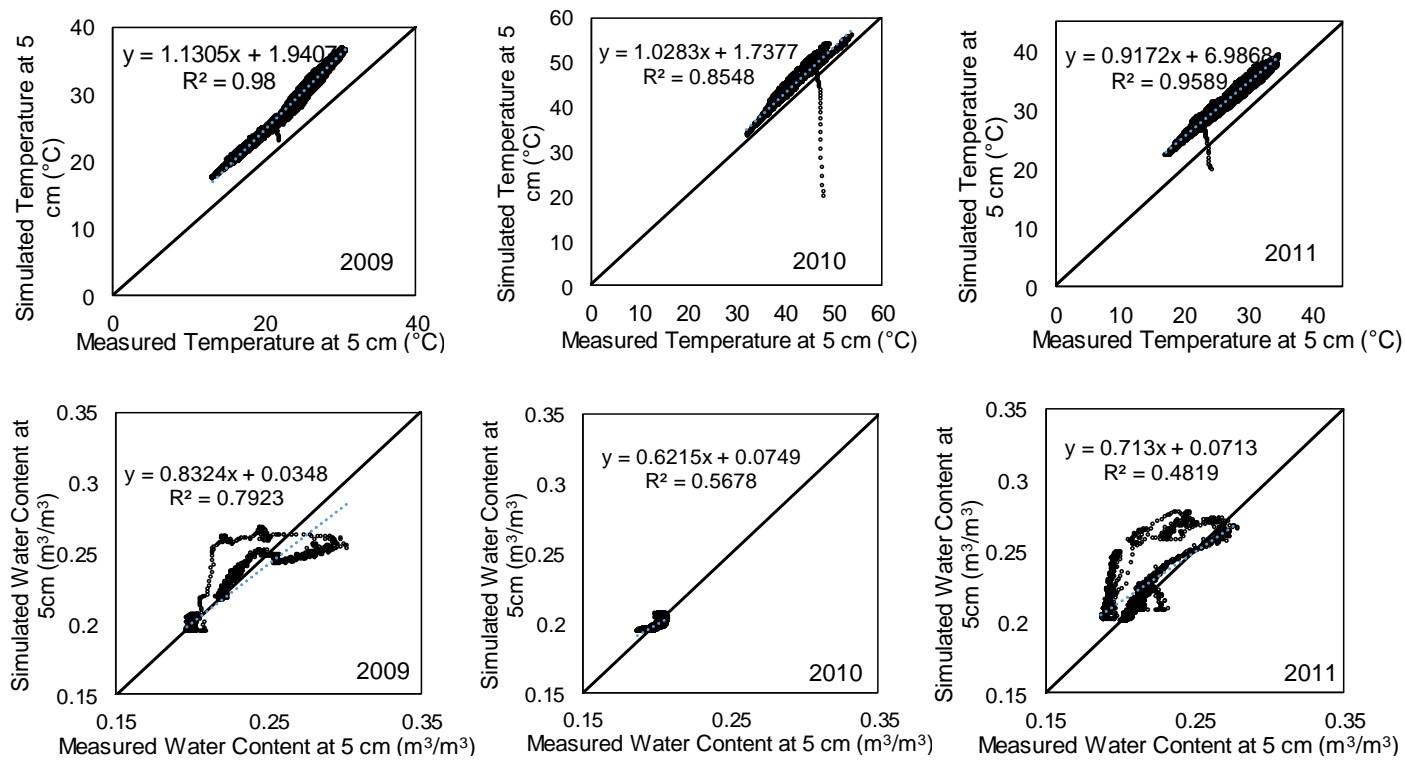 Simulated Temperature at 5
cm (°C)
40
30
20
10
0
y = 1.1305x + 1.9407
R² = 0.98
2009
0
20
40
Measured Temperature at 5 cm (°C)
Simulated Temperature at 5
cm (°C)
60
50
40
30
20
10
0
y = 1.0283x + 1.7377
R² = 0.8548
2010
0
10
20
30
40
50
60
Measured Temperature at 5 cm (°C)
Simulated Temperature at
5 cm (°C)
40
30
20
10
0
y = 0.9172x + 6.9868
R² = 0.9589
2011
0
10
20
30
40
Measured Temperature at 5 cm (°C)
Simulated Water Content at
5cm (m³/m³)
0.35
0.3
0.25
0.2
0.15
y = 0.8324x + 0.0348
R² = 0.7923
2009
0.15
0.25
0.35
Measured Water Content at 5 cm (m³/m³)
Simulated Water Content at
5cm (m³/m³)
0.35
0.3
0.25
0.2
0.15
y = 0.6215x + 0.0749
R² = 0.5678
2010
0.15
0.25
0.35
Measured Water Content at 5 cm (m³/m³)
Simulated Water Content at
5cm (m³/m³)
0.35
0.30
0.25
0.20
0.15
y = 0.713x + 0.0713
R² = 0.4819
2011
0.15
0.25
0.35
Measured Water Content at 5 cm (m³/m³)